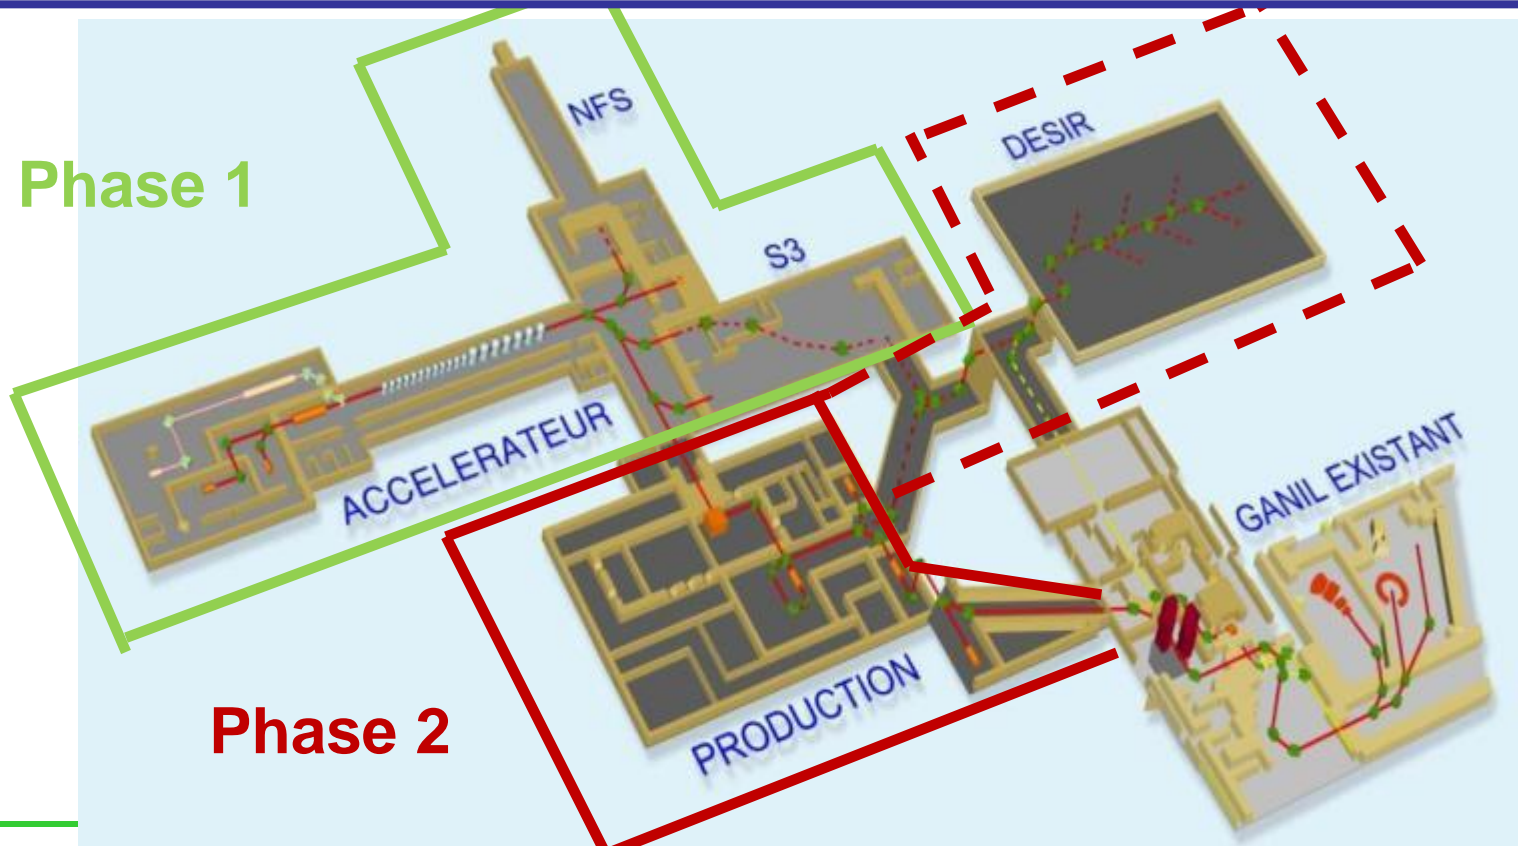 NFS
DESIR
Phase 1
S3
ACCELERATEUR
GANIL EXISTANT
PRODUCTION
Phase 2